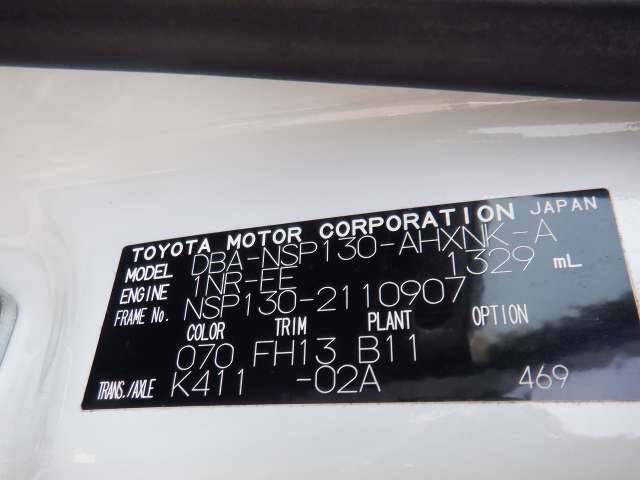 TOYOTA MOTOR CORPORATION JAPAN
MODEL DBA-NSP130-AHXNK-A
ENGINE 1NR-FE 1329 mL
FRAME No. NSP130-2110907
COLOR TRIM PLANT OPTION
070 FH13 B11
TRANS./AXLE K411 -02A 469